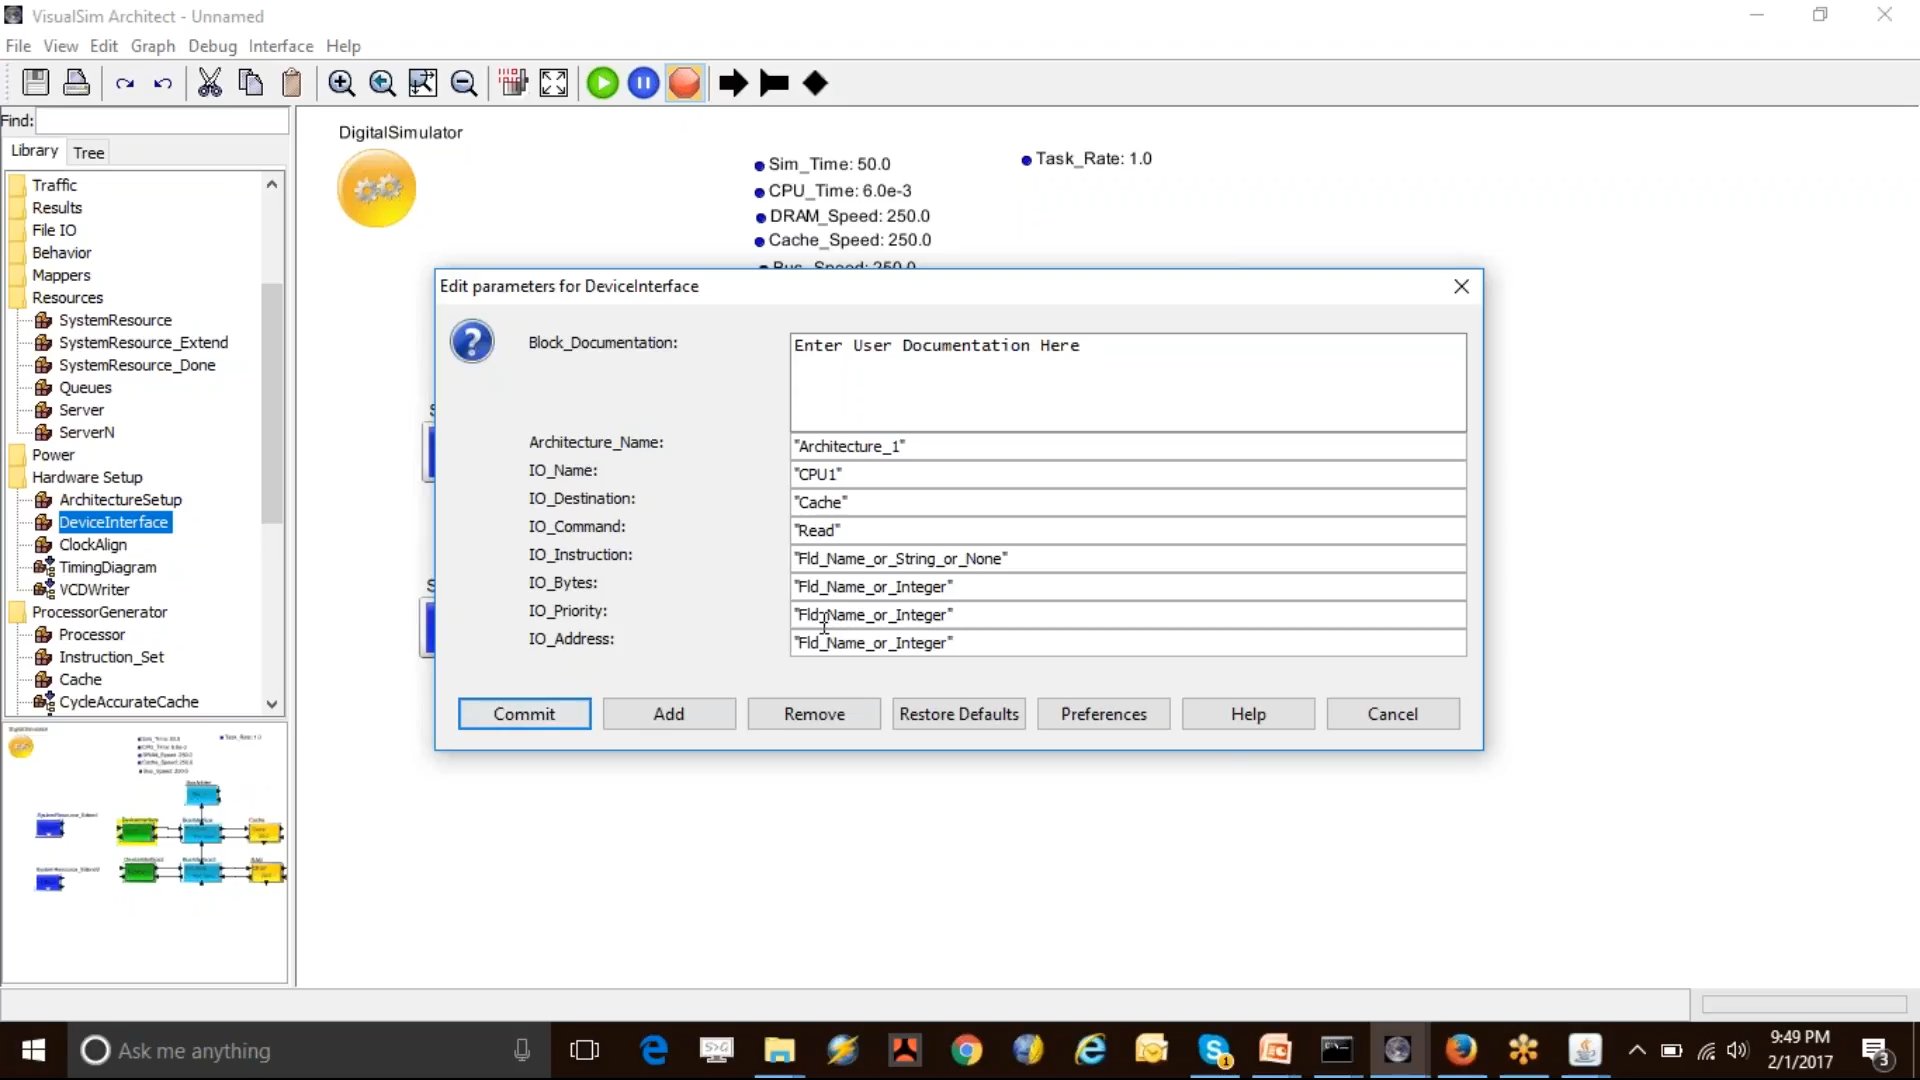 VisualSim Architect - Unnamed
File View Edit Graph Debug Interface Help
Find:
Library Tree
Traffic
Results
File IO
Behavior
Mappers
Resources
SystemResource
SystemResource_Extend
SystemResource_Done
Queues
Server
ServerN
Power
Hardware Setup
ArchitectureSetup
DeviceInterface
ClockAlign
TimingDiagram
VCDWriter
ProcessorGenerator
Processor
Instruction_Set
Cache
CycleAccurateCache
DigitalSimulator
Sim_Time: 50.0
CPU_Time: 6.0e-3
DRAM_Speed: 250.0
Cache_Speed: 250.0
Bus_Speed: 250.0
Task_Rate: 1.0
Edit parameters for DeviceInterface
Block_Documentation: Enter User Documentation Here
Architecture_Name: "Architecture_1"
IO_Name: "CPU1"
IO_Destination: "Cache"
IO_Command: "Read"
IO_Instruction: "Fld_Name_or_String_or_None"
IO_Bytes: "Fld_Name_or_Integer"
IO_Priority: "Fld_Name_or_Integer"
IO_Address: "Fld_Name_or_Integer"
Commit Add Remove Restore Defaults Preferences Help Cancel
Ask me anything
9:49 PM
2/1/2017
3